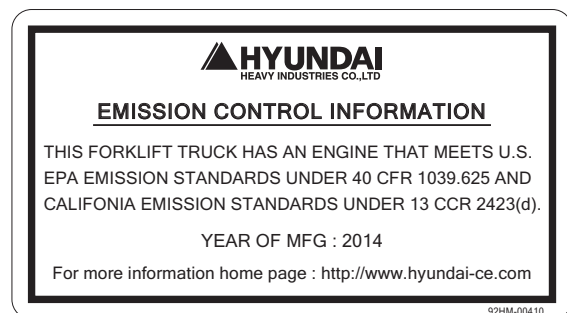 HYUNDAI
HEAVY INDUSTRIES CO.,LTD
EMISSION CONTROL INFORMATION
THIS FORKLIFT TRUCK HAS AN ENGINE THAT MEETS U.S.
EPA EMISSION STANDARDS UNDER 40 CFR 1039.625 AND
CALIFONIA EMISSION STANDARDS UNDER 13 CCR 2423(d).
YEAR OF MFG : 2014
For more information home page : http://www.hyundai-ce.com
92HM-00410